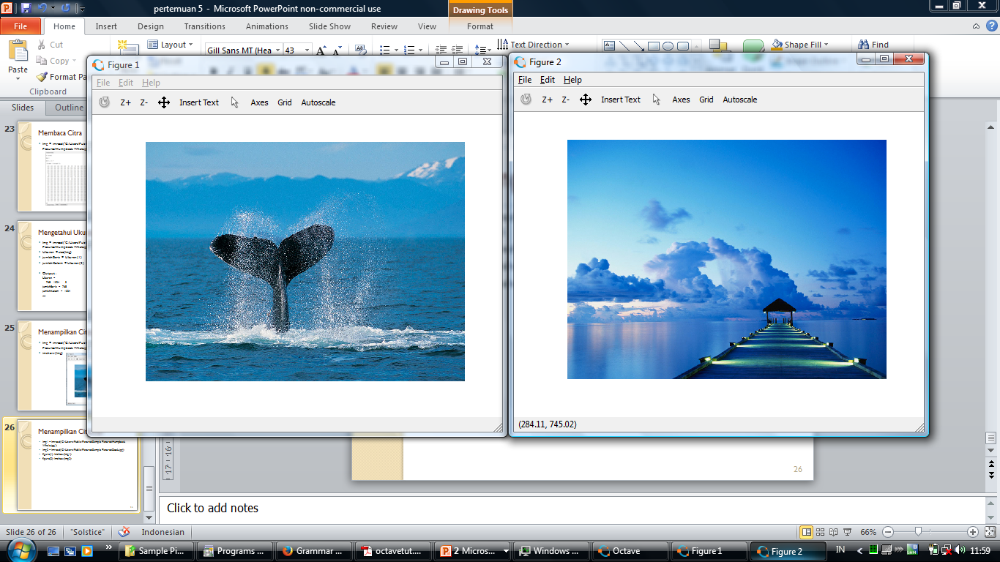 pertemuan 5 - Microsoft PowerPoint non-commercial use
Drawing Tools
File Home Insert Design Transitions Animations Slide Show Review View Format
Paste
Cut
Copy
Format Pa
Clipboard
Layout
Gill Sans MT (Hea 43
Text Direction
Shape Fill
Find
Slides Outline
23
Membaca Citra
24
Mengetahui Uku
25
Menampilkan Cit
26
Menampilkan Cit
Figure 1
File Edit Help
Z+ Z- Insert Text Axes Grid Autoscale
Figure 2
File Edit Help
Z+ Z- Insert Text Axes Grid Autoscale
(284.11, 745.02)
26
17 16
Click to add notes
Slide 26 of 26 "Solstice" Indonesian 66%
Sample Pi... Programs ... Grammar ... octavetut.... 2 Micros... Windows ... Octave Figure 1 Figure 2 IN 11:59